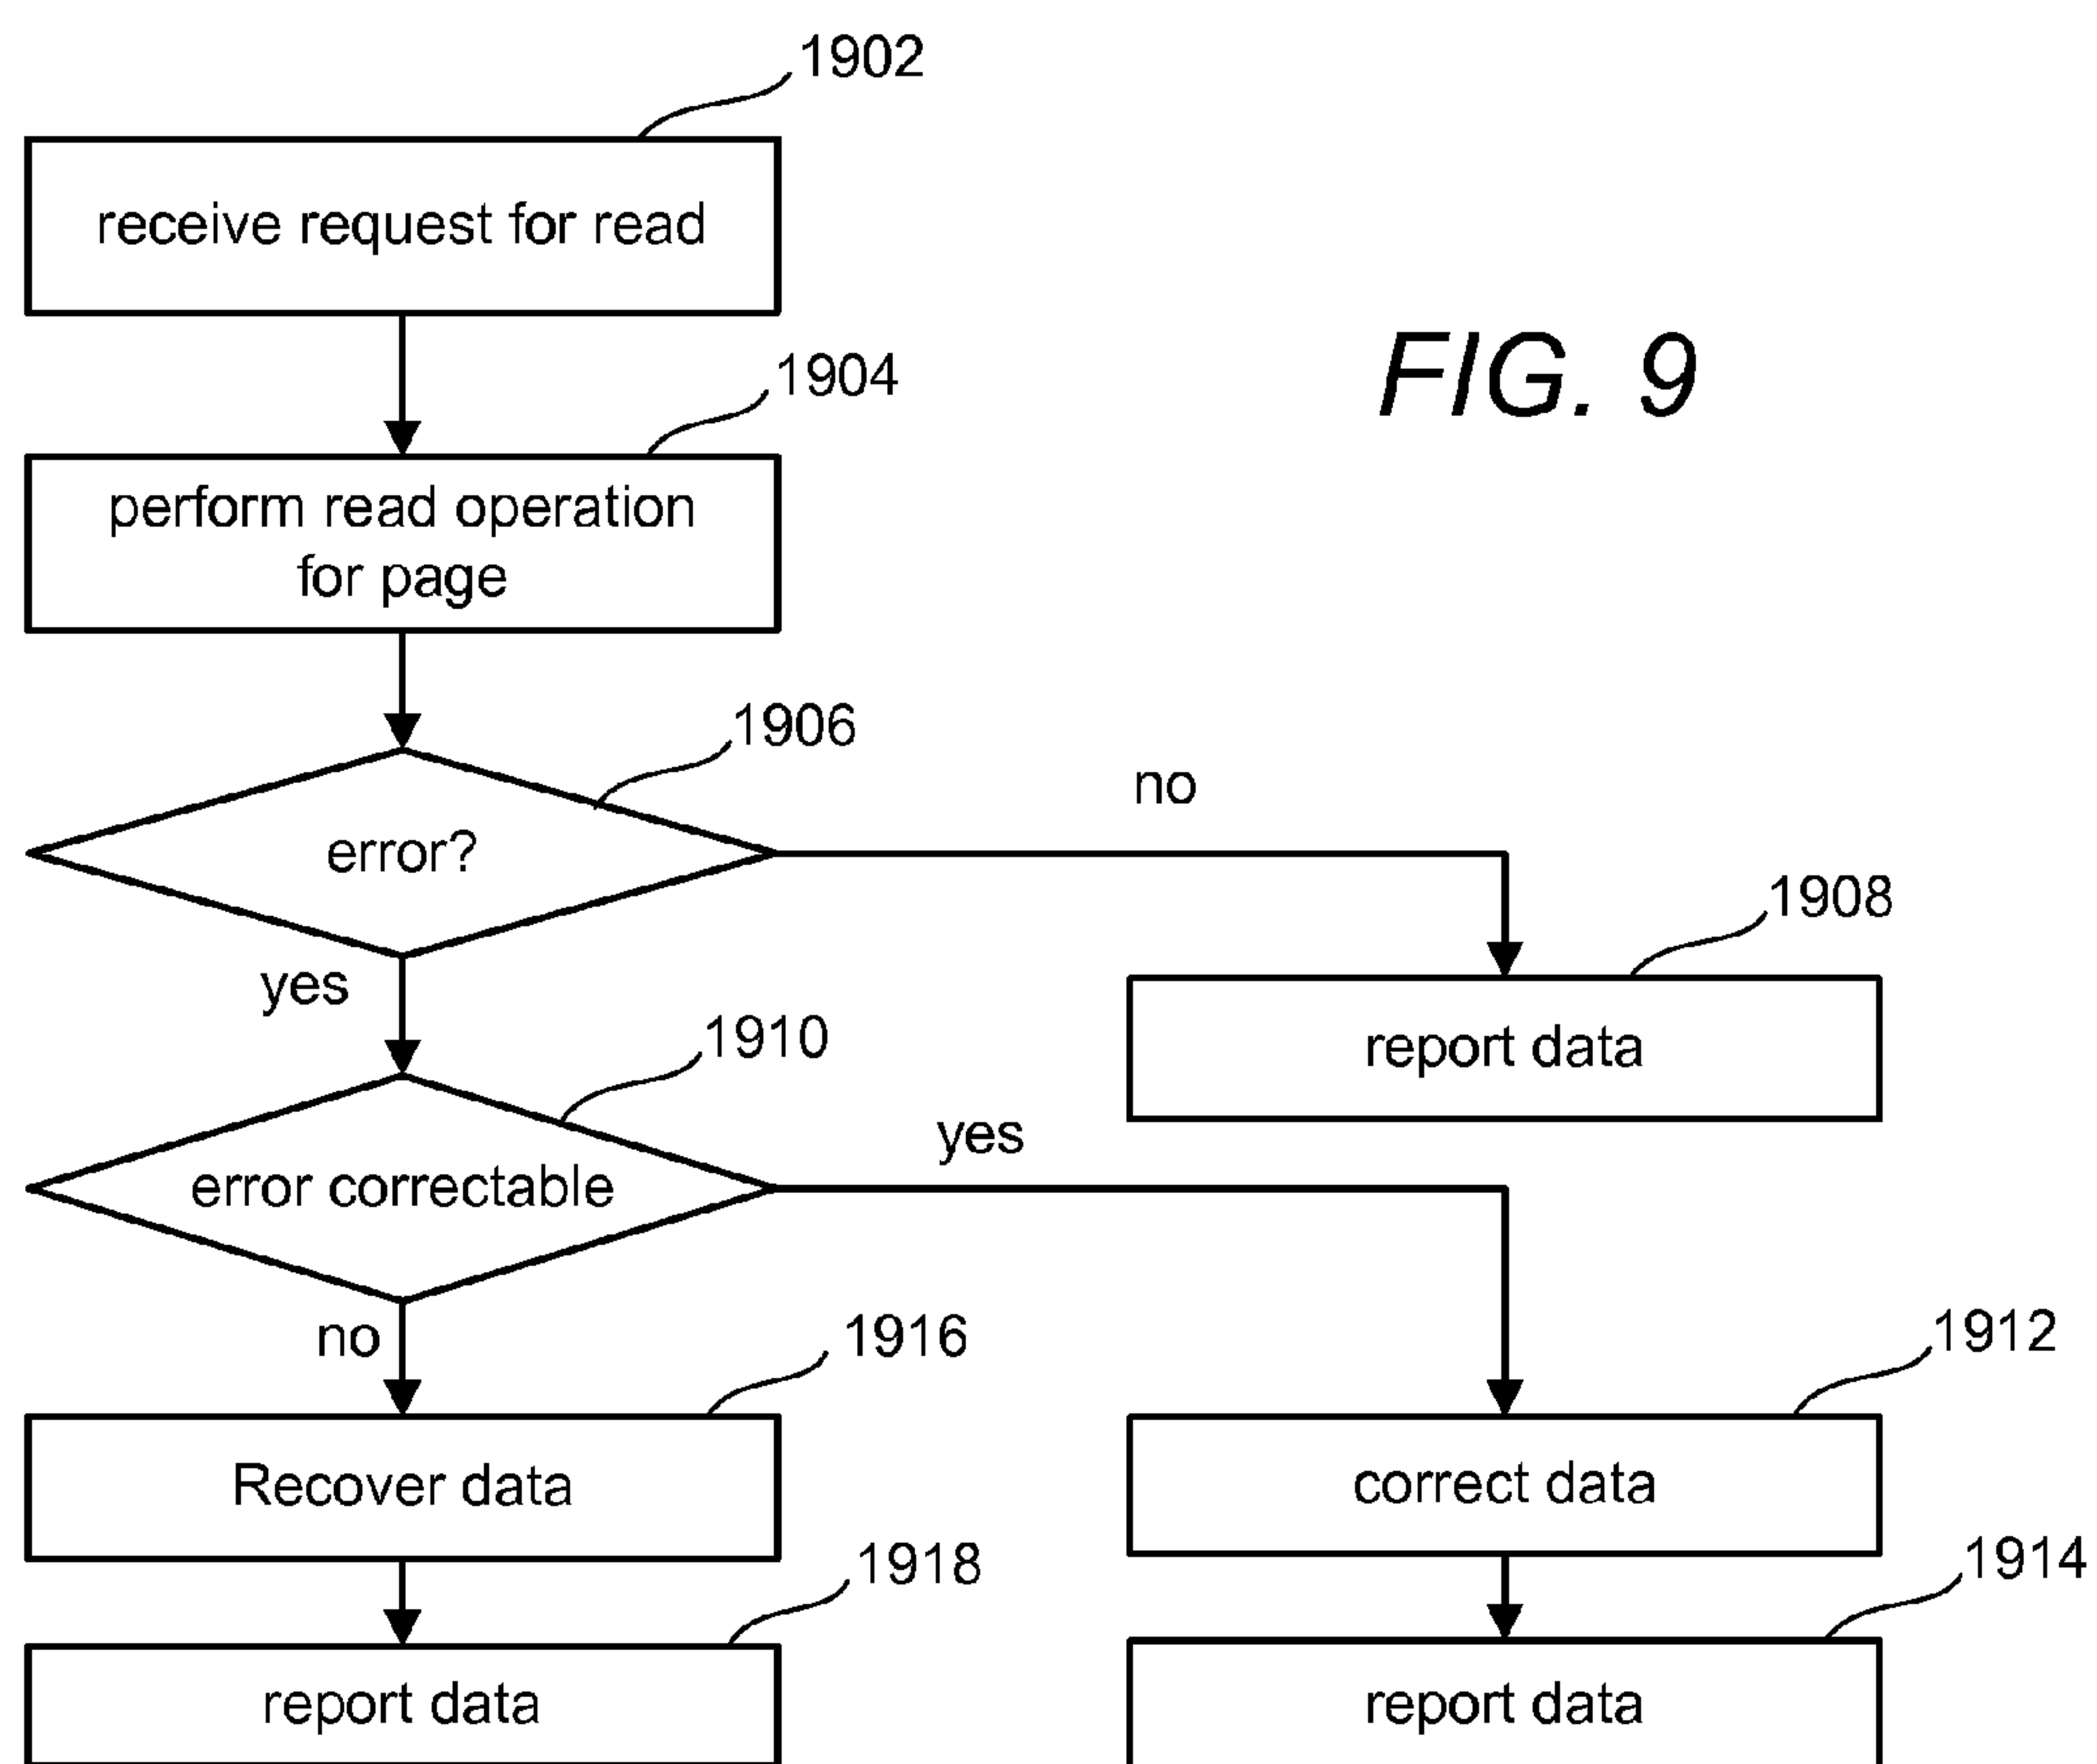 1902
receive request for read
FIG. 9
1904
perform read operation
for page
1906
error?
no
1908
report data
yes
1910
error correctable
yes
no
1916
Recover data
1912
correct data
1918
report data
1914
report data